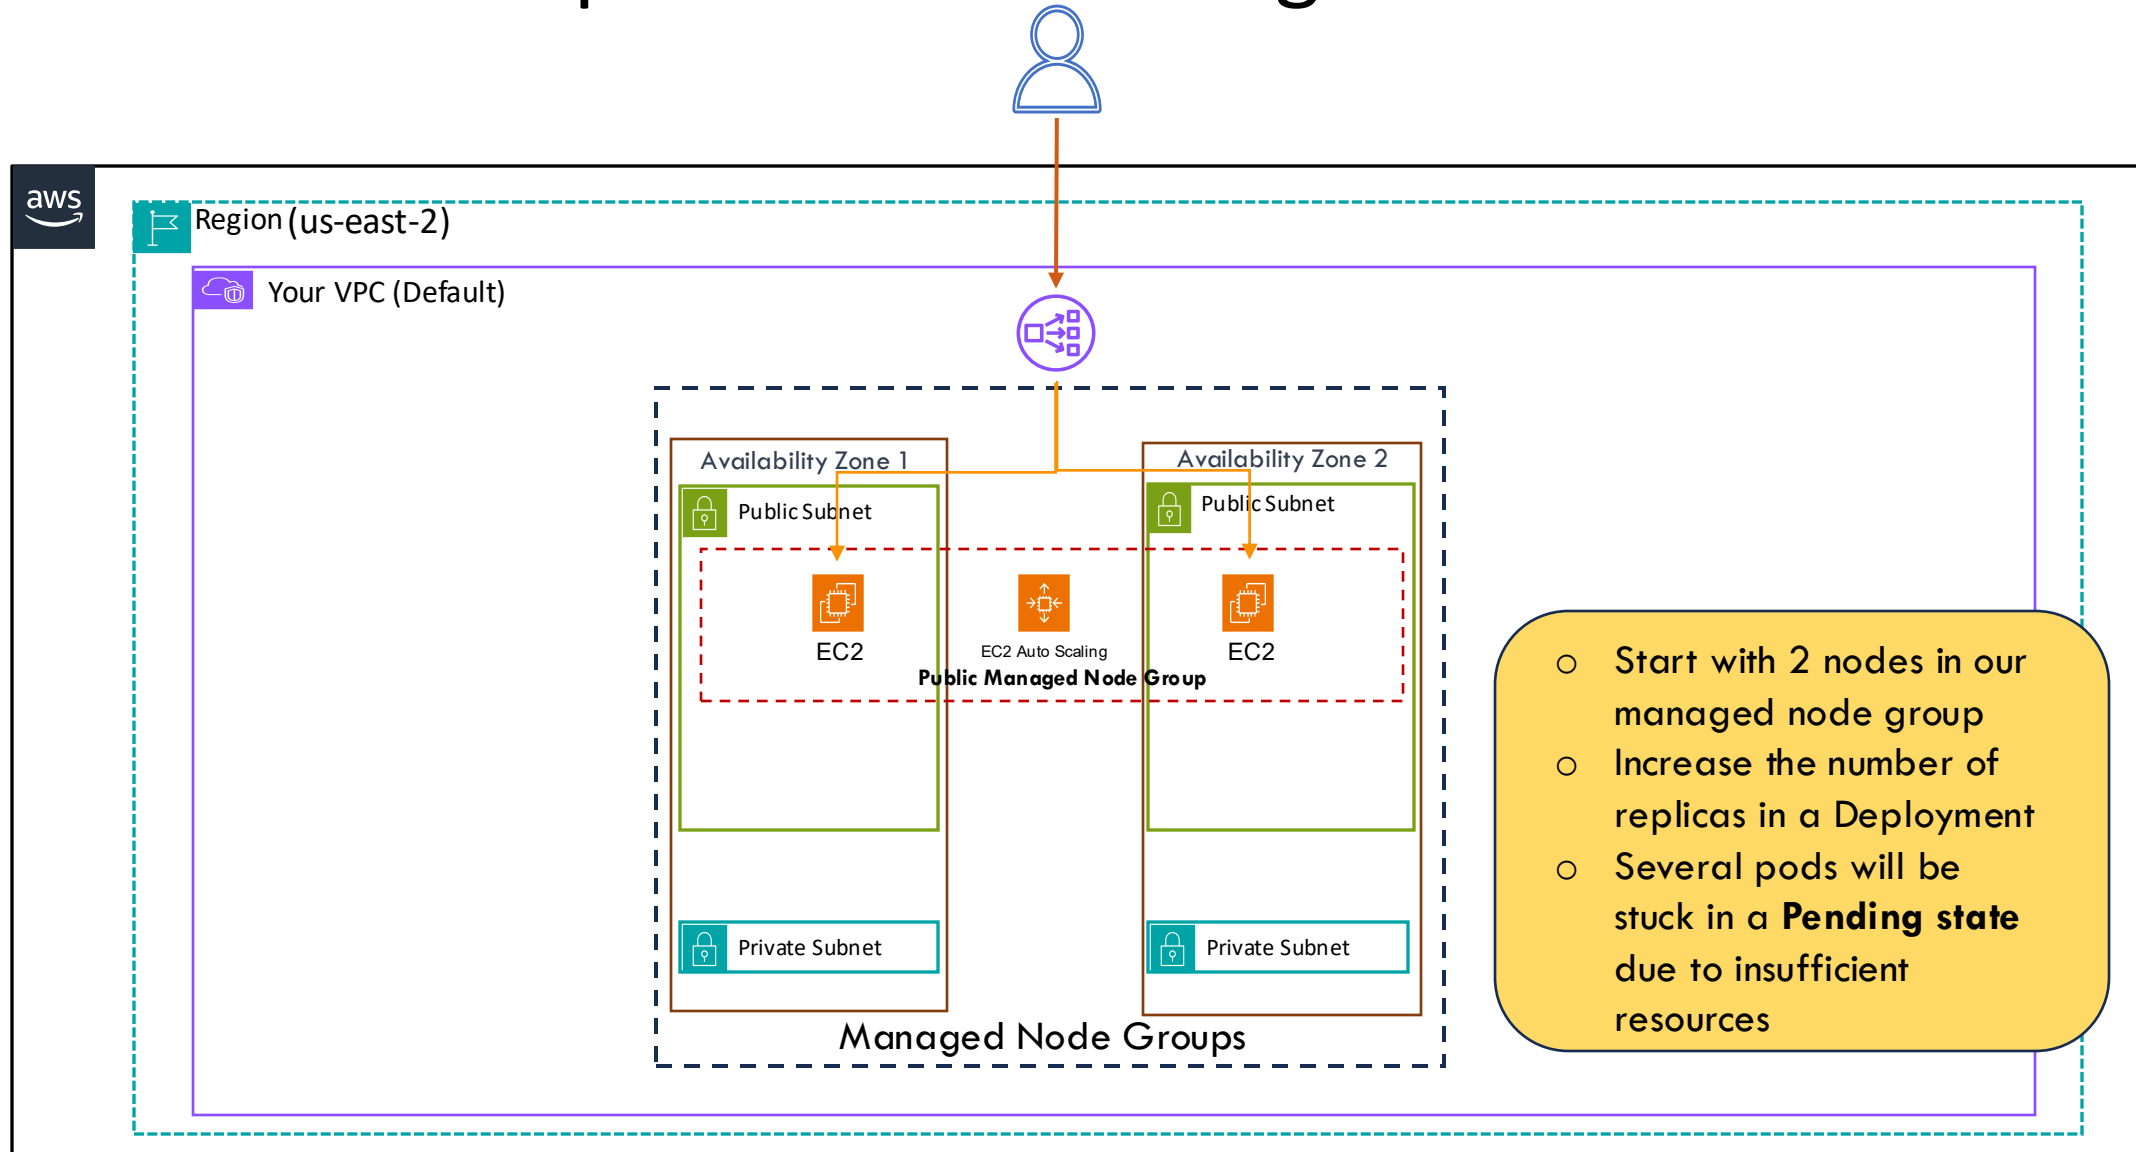 aws
Region (us-east-2)
Your VPC (Default)
Availability Zone 1
Availability Zone 2
Public Subnet
Public Subnet
EC2
EC2 Auto Scaling
EC2
Public Managed Node Group
Private Subnet
Private Subnet
Managed Node Groups
o Start with 2 nodes in our
managed node group
o Increase the number of
replicas in a Deployment
o Several pods will be
stuck in a Pending state
due to insufficient
resources